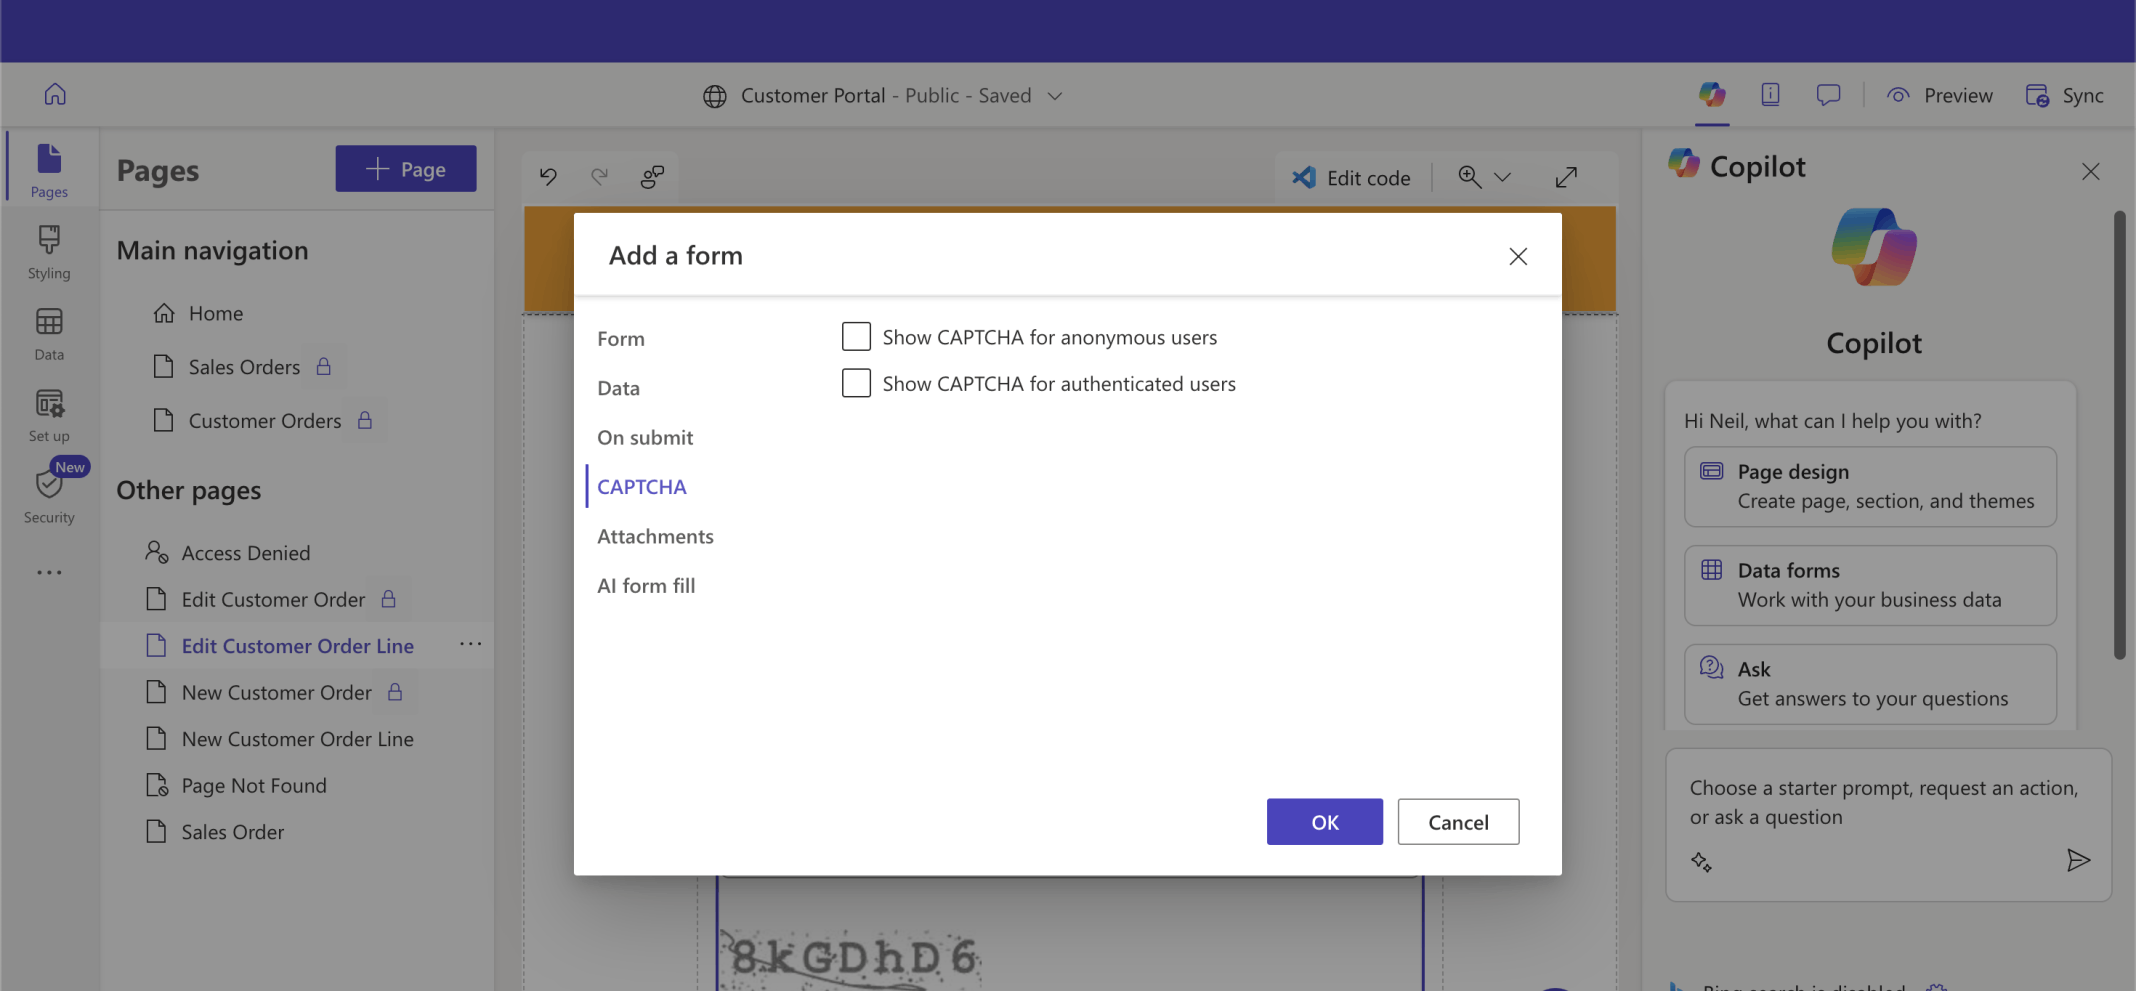 Customer Portal - Public - Saved
Preview
Sync
Pages
Styling
Data
Set up
New
Security
Pages
Page
Main navigation
Home
Sales Orders
Customer Orders
Other pages
Access Denied
Edit Customer Order
Edit Customer Order Line
New Customer Order
New Customer Order Line
Page Not Found
Sales Order
Edit code
Add a form
Form
Data
On submit
CAPTCHA
Attachments
AI form fill
Show CAPTCHA for anonymous users
Show CAPTCHA for authenticated users
OK
Cancel
8kGDhD6
Copilot
Copilot
Hi Neil, what can I help you with?
Page design
Create page, section, and themes
Data forms
Work with your business data
Ask
Get answers to your questions
Choose a starter prompt, request an action,
or ask a question
Bing search is disabled